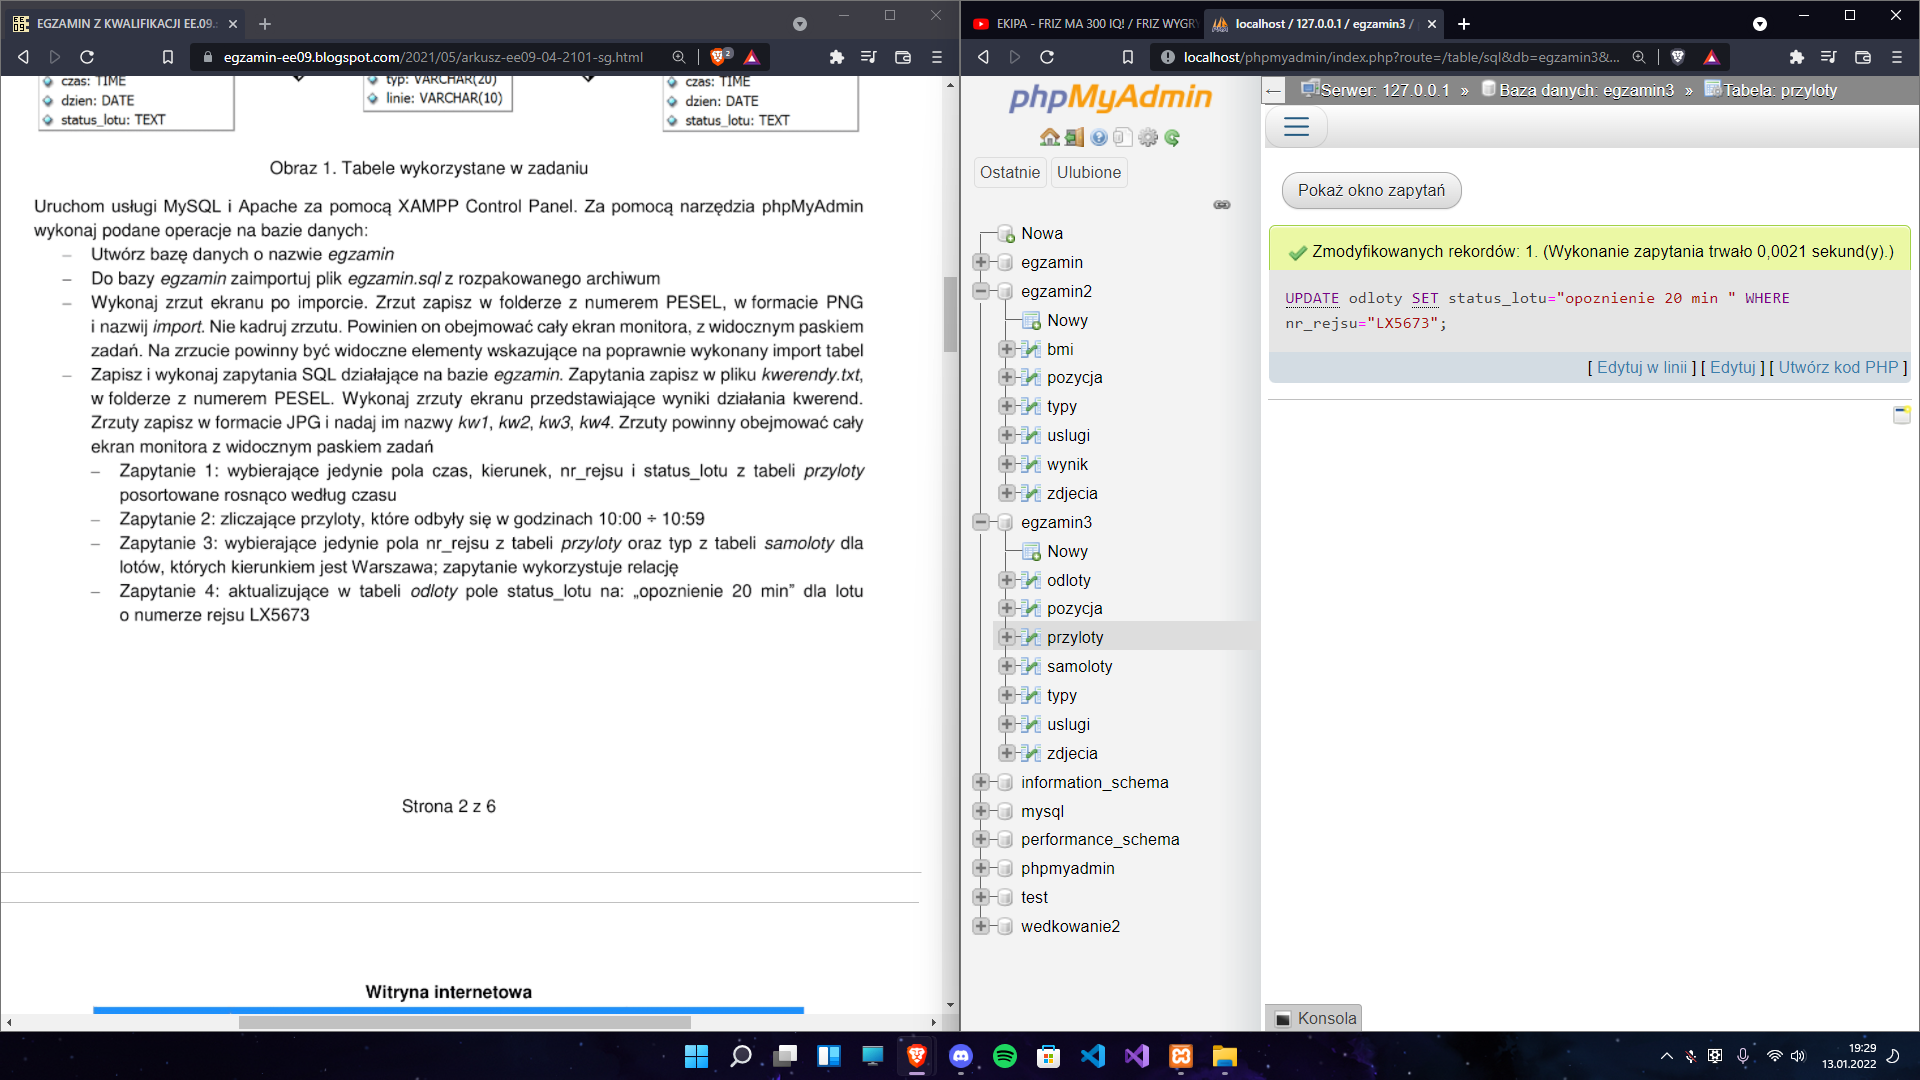 EGZAMIN Z KWALIFIKACJI EE.09.
egzamin-ee09.blogspot.com/2021/05/arkusz-ee09-04-2101-sg.html
2
czas: TIME
dzien: DATE
status_lotu: TEXT
typ: VARCHAR(20)
linie: VARCHAR(10)
czas: TIME
dzien: DATE
status_lotu: TEXT
Obraz 1. Tabele wykorzystane w zadaniu
Uruchom usługi MySQL i Apache za pomocą XAMPP Control Panel. Za pomocą narzędzia phpMyAdmin
wykonaj podane operacje na bazie danych:
– Utwórz bazę danych o nazwie egzamin
– Do bazy egzamin zaimportuj plik egzamin.sql z rozpakowanego archiwum
– Wykonaj zrzut ekranu po imporcie. Zrzut zapisz w folderze z numerem PESEL, w formacie PNG
i nazwij import. Nie kadruj zrzutu. Powinien on obejmować cały ekran monitora, z widocznym paskiem
zadań. Na zrzucie powinny być widoczne elementy wskazujące na poprawnie wykonany import tabel
– Zapisz i wykonaj zapytania SQL działające na bazie egzamin. Zapytania zapisz w pliku kwerendy.txt,
w folderze z numerem PESEL. Wykonaj zrzuty ekranu przedstawiające wyniki działania kwerend.
Zrzuty zapisz w formacie JPG i nadaj im nazwy kw1, kw2, kw3, kw4. Zrzuty powinny obejmować cały
ekran monitora z widocznym paskiem zadań
– Zapytanie 1: wybierające jedynie pola czas, kierunek, nr_rejsu i status_lotu z tabeli przyloty
posortowane rosnąco według czasu
– Zapytanie 2: zliczające przyloty, które odbyły się w godzinach 10:00 ÷ 10:59
– Zapytanie 3: wybierające jedynie pola nr_rejsu z tabeli przyloty oraz typ z tabeli samoloty dla
lotów, których kierunkiem jest Warszawa; zapytanie wykorzystuje relację
– Zapytanie 4: aktualizujące w tabeli odloty pole status_lotu na: „opoznienie 20 min” dla lotu
o numerze rejsu LX5673
Strona 2 z 6
Witryna internetowa
EKIPA - FRIZ MA 300 IQ! / FRIZ WYGRY
localhost / 127.0.0.1 / egzamin3 /
localhost/phpmyadmin/index.php?route=/table/sql&db=egzamin3&...
phpMyAdmin
Ostatnie
Ulubione
Nowa
egzamin
egzamin2
Nowy
bmi
pozycja
typy
uslugi
wynik
zdjecia
egzamin3
Nowy
odloty
pozycja
przyloty
samoloty
typy
uslugi
zdjecia
information_schema
mysql
performance_schema
phpmyadmin
test
wedkowanie2
Serwer: 127.0.0.1 » Baza danych: egzamin3 » Tabela: przyloty
Pokaż okno zapytań
Zmodyfikowanych rekordów: 1. (Wykonanie zapytania trwało 0,0021 sekund(y).)
UPDATE odloty SET status_lotu="opoznienie 20 min " WHERE
nr_rejsu="LX5673";
[ Edytuj w linii ] [ Edytuj ] [ Utwórz kod PHP ]
Konsola
19:29
13.01.2022